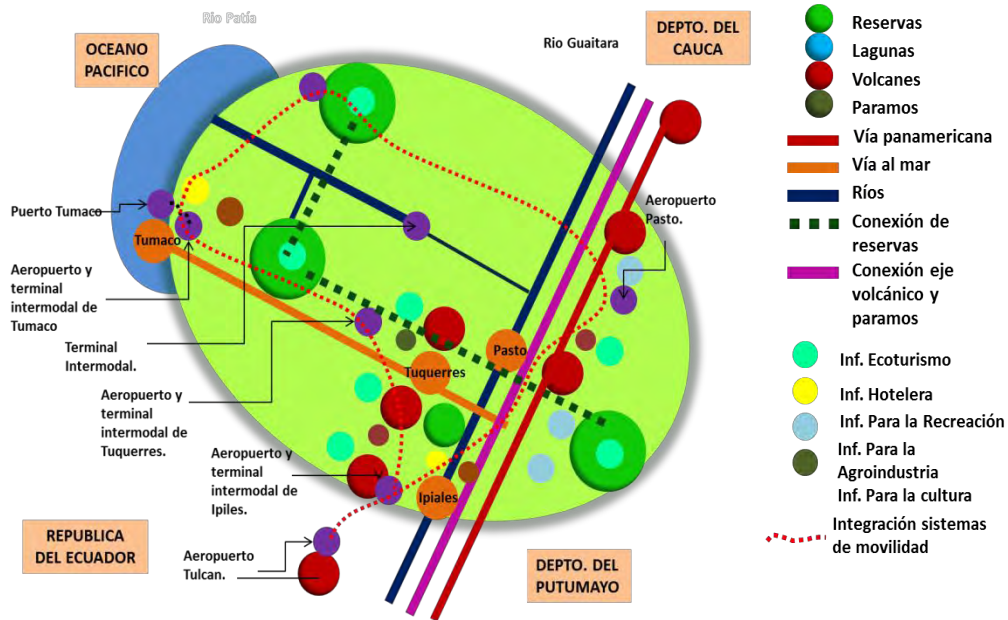 Rio Patía
OCEANO
PACIFICO
Rio Guaitara
DEPTO. DEL
CAUCA
Puerto Tumaco
Tumaco
Aeropuerto y
terminal
intermodal de
Tumaco
Terminal
Intermodal.
Aeropuerto y
terminal
intermodal de
Tuquerres.
Aeropuerto y
terminal
intermodal de
Ipiles.
Aeropuerto
Pasto.
Pasto
Tuquerres
Ipiales
REPUBLICA
DEL ECUADOR
Aeropuerto
Tulcan.
DEPTO. DEL
PUTUMAYO
Reservas
Lagunas
Volcanes
Paramos
Vía panamericana
Vía al mar
Ríos
Conexión de
reservas
Conexión eje
volcánico y
paramos
Inf. Ecoturismo
Inf. Hotelera
Inf. Para la Recreación
Inf. Para la
Agroindustria
Inf. Para la cultura
Integración sistemas
de movilidad